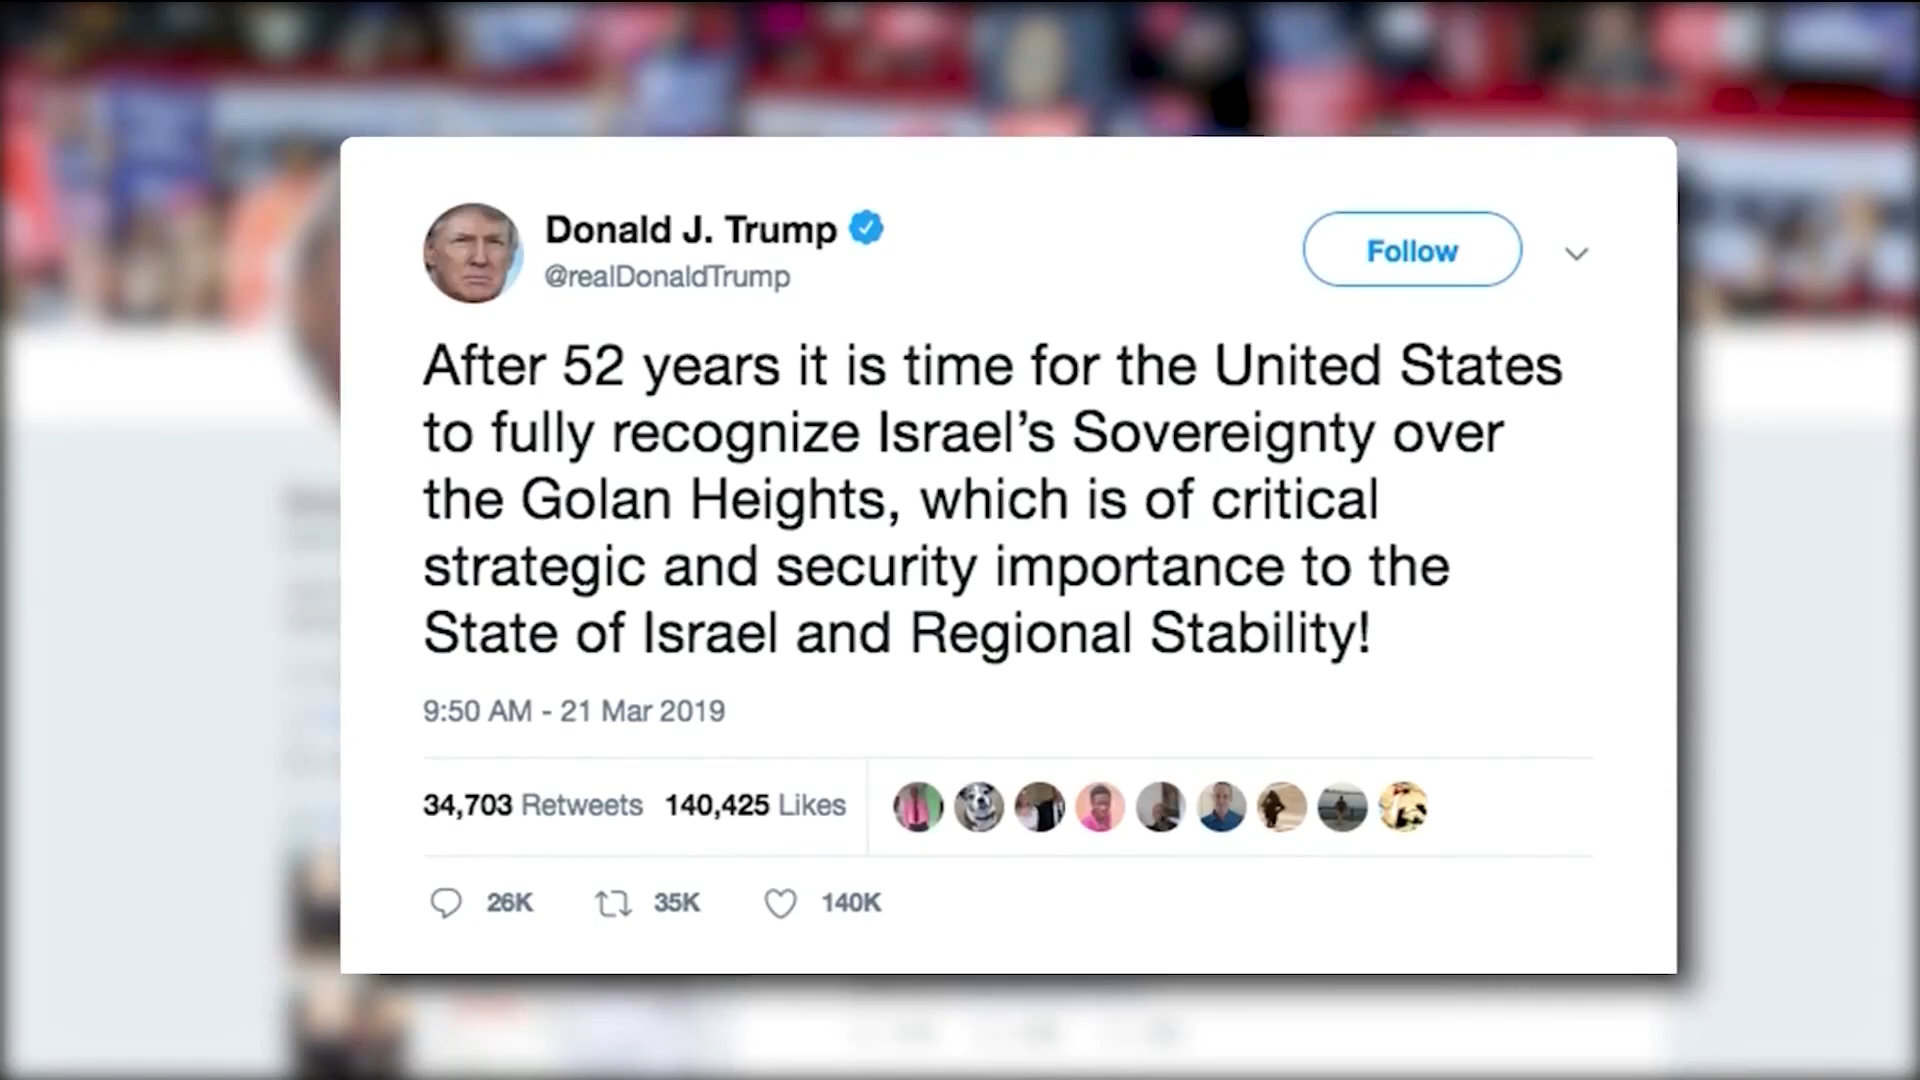 Donald J. Trump
@realDonaldTrump
Follow
After 52 years it is time for the United States
to fully recognize Israel’s Sovereignty over
the Golan Heights, which is of critical
strategic and security importance to the
State of Israel and Regional Stability!
9:50 AM - 21 Mar 2019
34,703 Retweets 140,425 Likes
26K 35K 140K